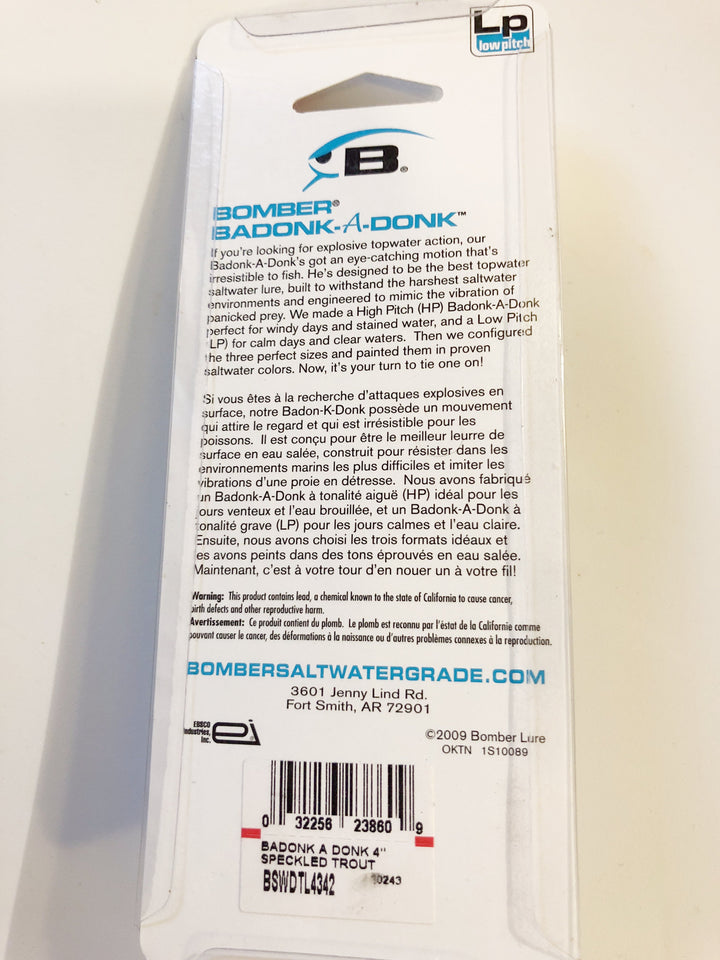 Lp
low pitch
B®
BOMBER®
BADONK-A-DONK™
If you're looking for explosive topwater action, our
Badonk-A-Donk's got an eye-catching motion that's
irresistible to fish. He's designed to be the best topwater
saltwater lure, built to withstand the harshest saltwater
environments and engineered to mimic the vibration of
panicked prey. We made a High Pitch (HP) Badonk-A-Donk
perfect for windy days and stained water, and a Low Pitch
(LP) for calm days and clear waters. Then we configured
the three perfect sizes and painted them in proven
saltwater colors. Now, it's your turn to tie one on!
Si vous êtes à la recherche d'attaques explosives en
surface, notre Badon-K-Donk possède un mouvement
qui attire le regard et qui est irrésistible pour les
poissons. Il est conçu pour être le meilleur leurre de
surface en eau salée, construit pour résister dans les
environnements marins les plus difficiles et imiter les
vibrations d'une proie en détresse. Nous avons fabriqué
un Badonk-A-Donk à tonalité aiguë (HP) idéal pour les
jours venteux et l'eau brouillée, et un Badonk-A-Donk à
tonalité grave (LP) pour les jours calmes et l'eau claire.
Ensuite, nous avons choisi les trois formats idéaux et
les avons peints dans des tons éprouvés en eau salée.
Maintenant, c'est à votre tour d'en nouer un à votre fil!
Warning: This product contains lead, a chemical known to the state of California to cause cancer,
birth defects and other reproductive harm.
Avertissement: Ce produit contient du plomb. Le plomb est reconnu par l'éstat de la Californie comme
pouvant causer le cancer, des déformations à la naissance ou d'autres problèmes connexes à la reproduction.
BOMBERSALTWATERGRADE.COM
3601 Jenny Lind Rd.
Fort Smith, AR 72901
EBSCO
Industries,
Inc.
ei
©2009 Bomber Lure
OKTN 1S10089
0 32256 23860 9
BADONK A DONK 4"
SPECKLED TROUT
BSWDTL4342
10243